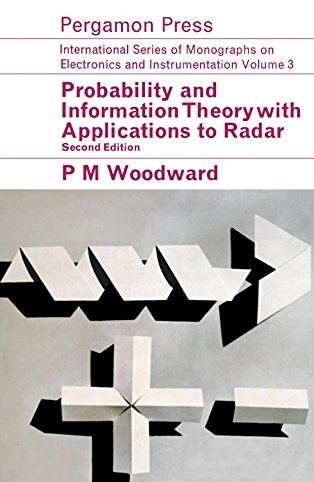 Pergamon Press
International Series of Monographs on
Electronics and Instrumentation Volume 3
Probability and
Information Theory with
Applications to Radar
Second Edition
P M Woodward